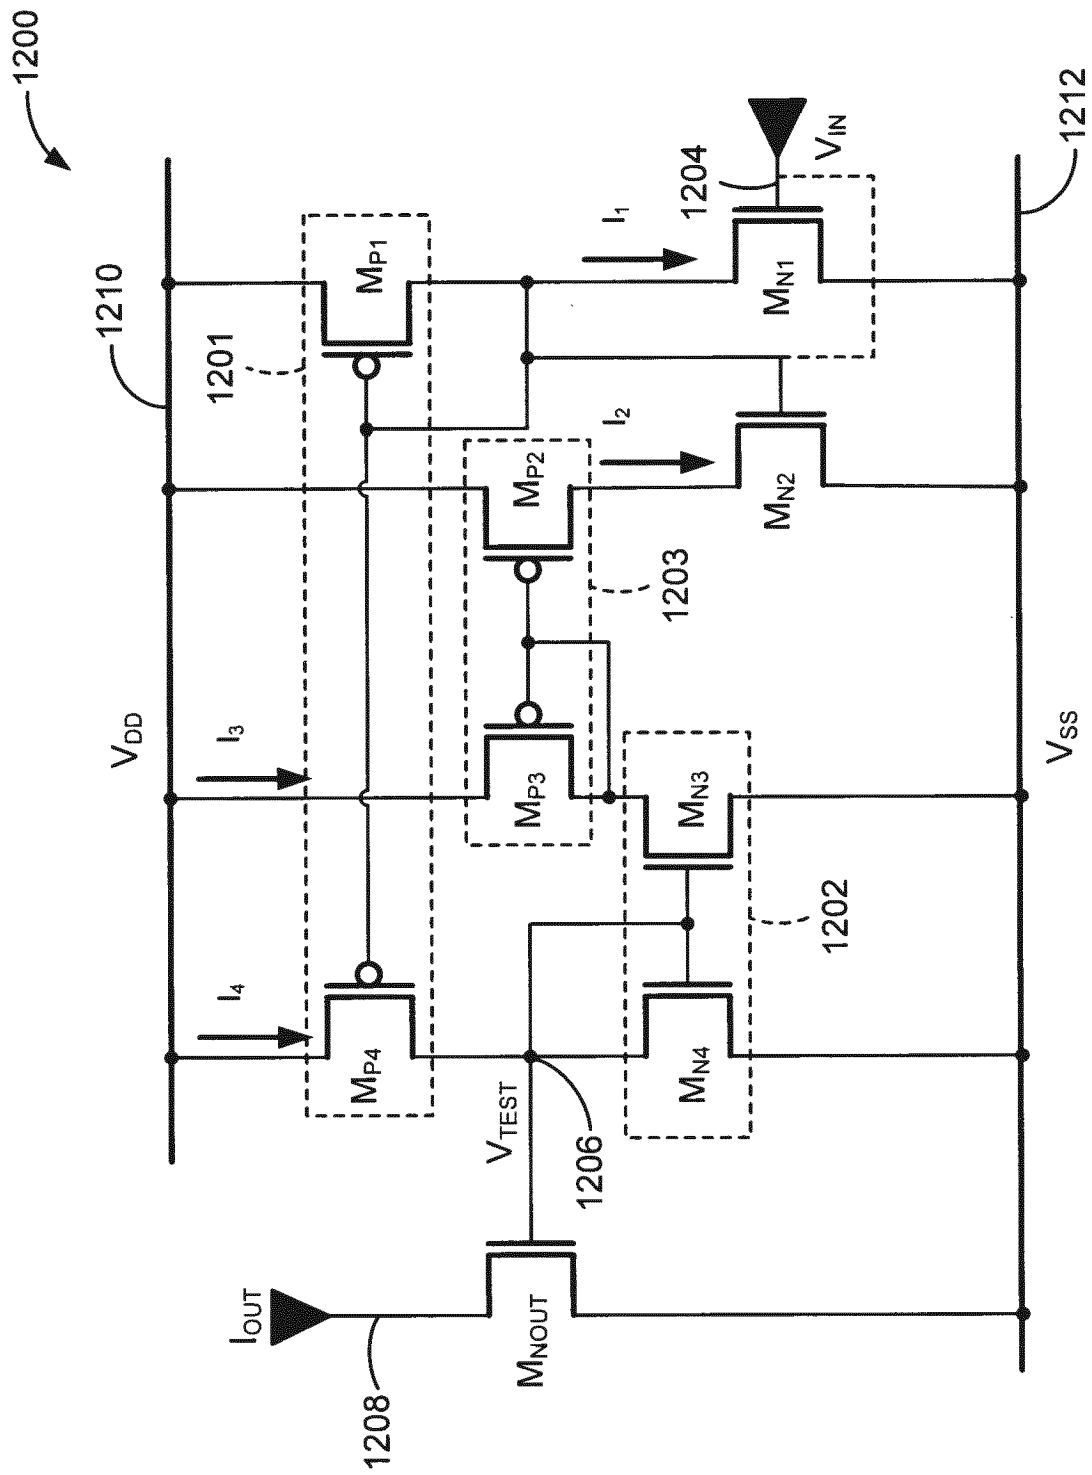 1200
1210
V_DD
I_3
I_4
1201
M_P1
M_P4
I_1
I_2
1204
V_IN
M_P2
M_P3
1203
M_N1
M_N2
V_TEST
1206
M_N3
M_N4
1202
I_OUT
1208
M_NOUT
V_SS
1212